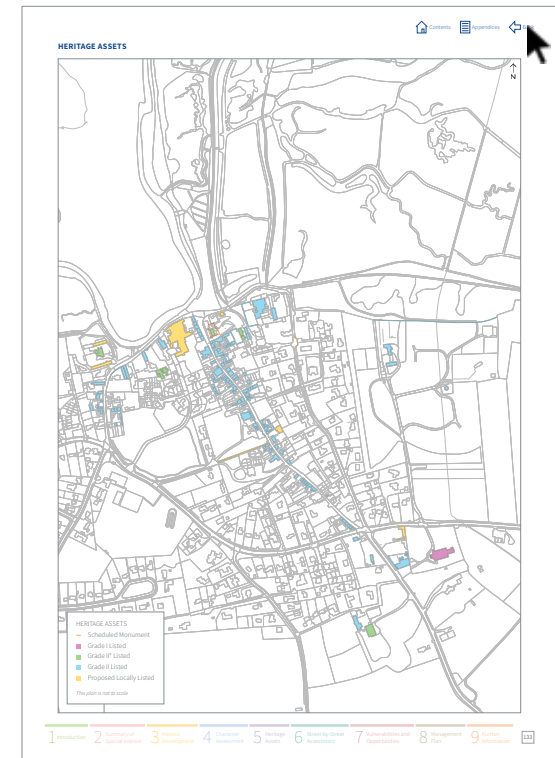 Contents
Appendices
HERITAGE ASSETS
N
HERITAGE ASSETS
Scheduled Monument
Grade I Listed
Grade II* Listed
Grade II Listed
Proposed Locally Listed
This plan is not to scale
1 Introduction
2 Summary of Special Interest
3 Historic Development
4 Character Assessment
5 Heritage Assets
6 Street by Street Assessment
7 Vulnerabilities and Opportunities
8 Management Plan
9 Further Information
133